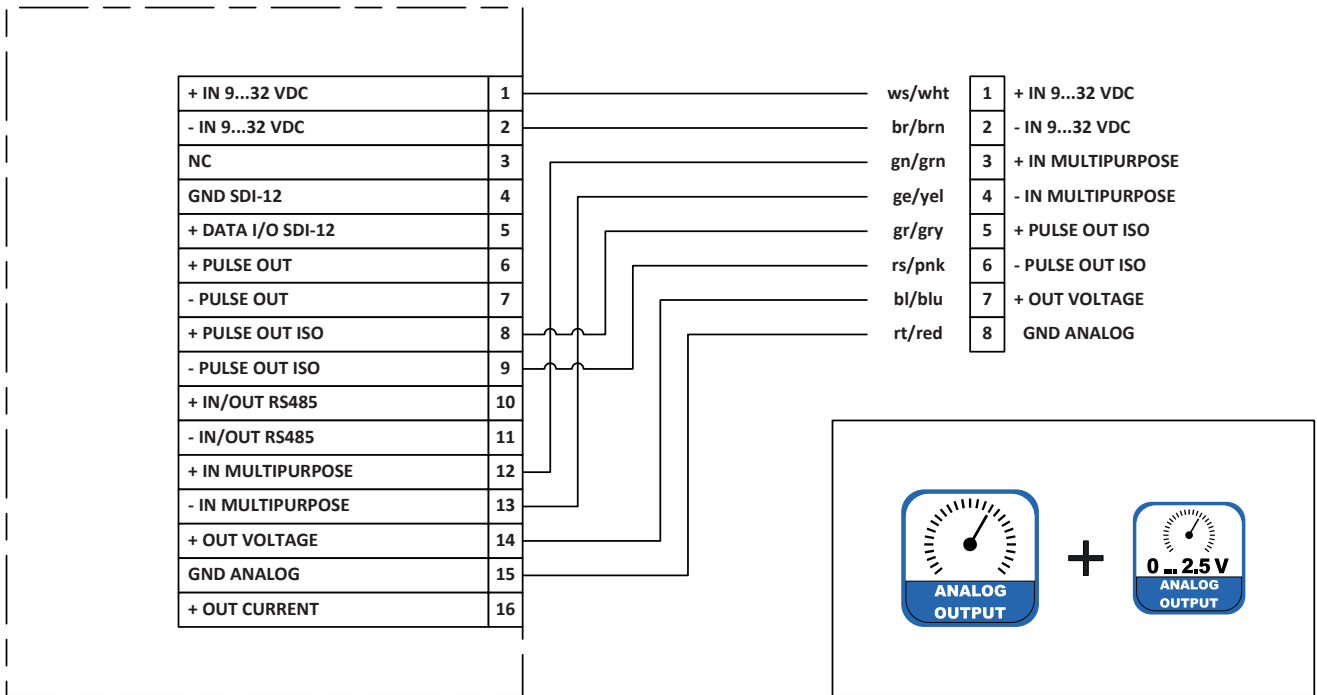 + IN 9...32 VDC 1
- IN 9...32 VDC 2
NC 3
GND SDI-12 4
+ DATA I/O SDI-12 5
+ PULSE OUT 6
- PULSE OUT 7
+ PULSE OUT ISO 8
- PULSE OUT ISO 9
+ IN/OUT RS485 10
- IN/OUT RS485 11
+ IN MULTIPURPOSE 12
- IN MULTIPURPOSE 13
+ OUT VOLTAGE 14
GND ANALOG 15
+ OUT CURRENT 16
ws/wht 1 + IN 9...32 VDC
br/brn 2 - IN 9...32 VDC
gn/grn 3 + IN MULTIPURPOSE
ge/yel 4 - IN MULTIPURPOSE
gr/gry 5 + PULSE OUT ISO
rs/pnk 6 - PULSE OUT ISO
bl/blu 7 + OUT VOLTAGE
rt/red 8 GND ANALOG
ANALOG
OUTPUT
+
0 ... 2.5 V
ANALOG
OUTPUT